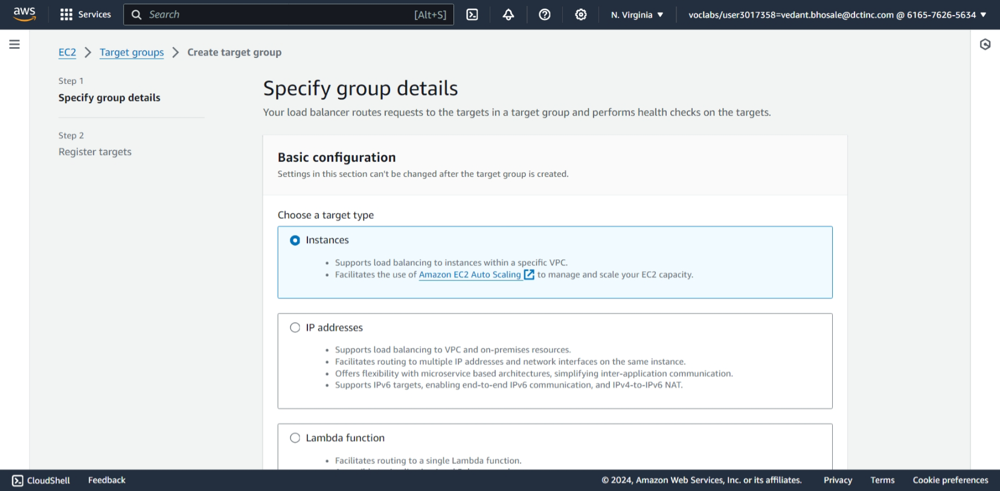 aws
Services
Search
[Alt+S]
N. Virginia
voclabs/user3017358=vedant.bhosale@dctinc.com @ 6165-7626-5634
EC2
Target groups
Create target group
Step 1
Specify group details
Step 2
Register targets
Specify group details
Your load balancer routes requests to the targets in a target group and performs health checks on the targets.
Basic configuration
Settings in this section can't be changed after the target group is created.
Choose a target type
Instances
• Supports load balancing to instances within a specific VPC.
• Facilitates the use of Amazon EC2 Auto Scaling to manage and scale your EC2 capacity.
IP addresses
• Supports load balancing to VPC and on-premises resources.
• Facilitates routing to multiple IP addresses and network interfaces on the same instance.
• Offers flexibility with microservice based architectures, simplifying inter-application communication.
• Supports IPv6 targets, enabling end-to-end IPv6 communication, and IPv4-to-IPv6 NAT.
Lambda function
• Facilitates routing to a single Lambda function.
CloudShell
Feedback
© 2024, Amazon Web Services, Inc. or its affiliates.
Privacy
Terms
Cookie preferences